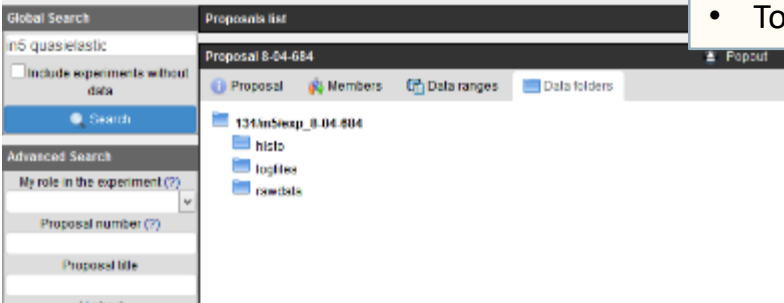 Global Search
in5 quasielastic
Include experiments without data
Search
Advanced Search
My role in the experiment (?)
Proposal number (?)
Proposal title
Proposals list
• To
Proposal 8-04-684
Popout
Proposal
Members
Data ranges
Data folders
131/in5/exp_8-04-684
histo
logfiles
rawdata